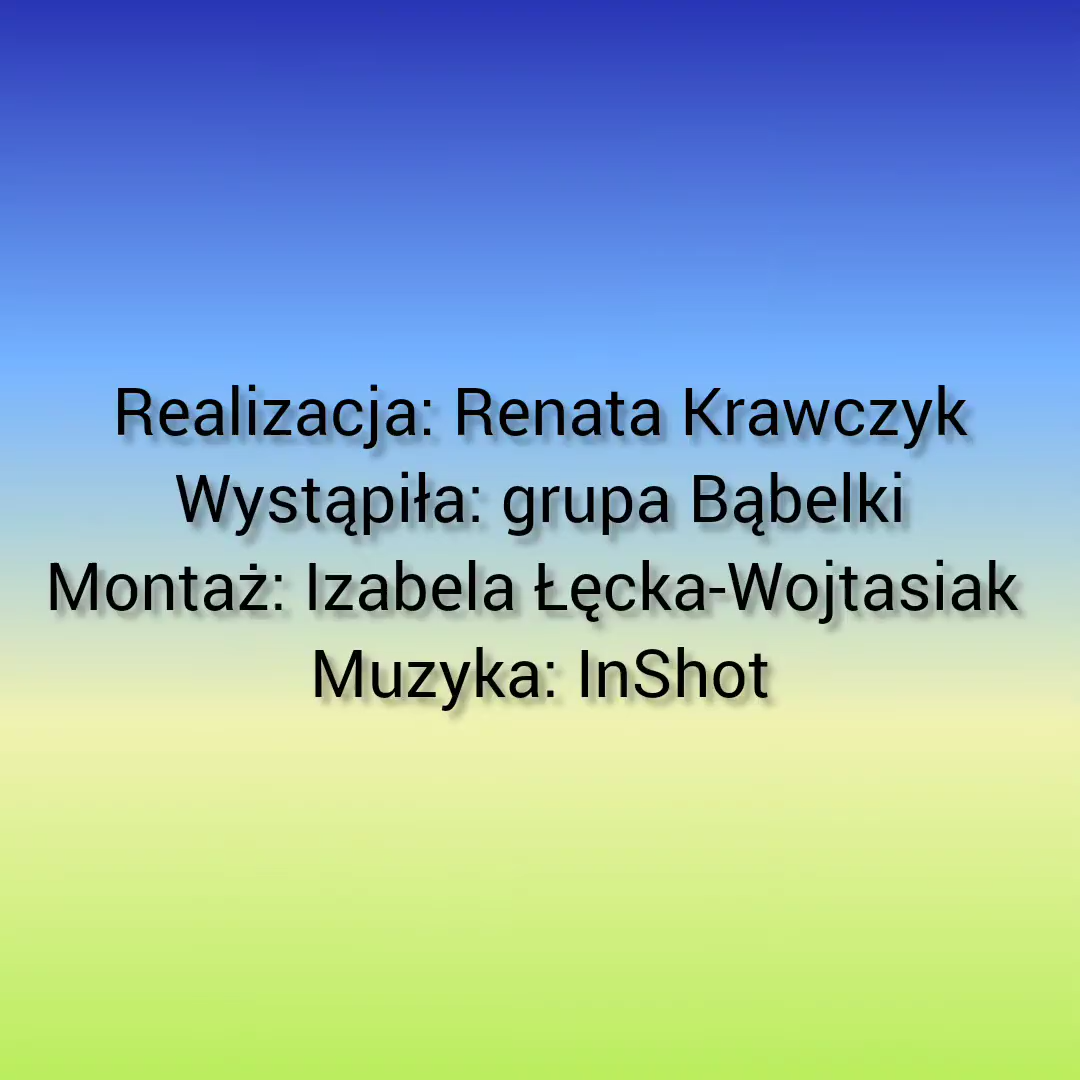 Realizacja: Renata Krawczyk
Wystąpiła: grupa Bąbelki
Montaż: Izabela Łęcka-Wojtasiak
Muzyka: InShot